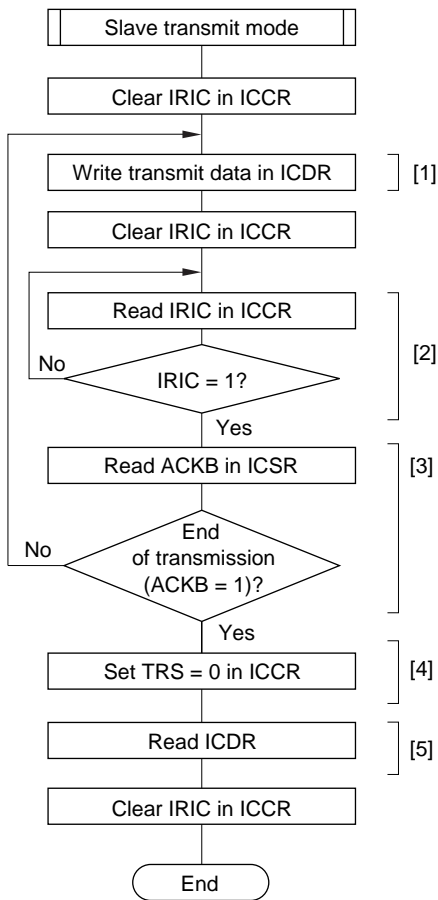 Slave transmit mode
Clear IRIC in ICCR
Write transmit data in ICDR
[1]
Clear IRIC in ICCR
Read IRIC in ICCR
[2]
No
IRIC = 1?
Yes
Read ACKB in ICSR
[3]
No
End
of transmission
(ACKB = 1)?
Yes
Set TRS = 0 in ICCR
[4]
Read ICDR
[5]
Clear IRIC in ICCR
End